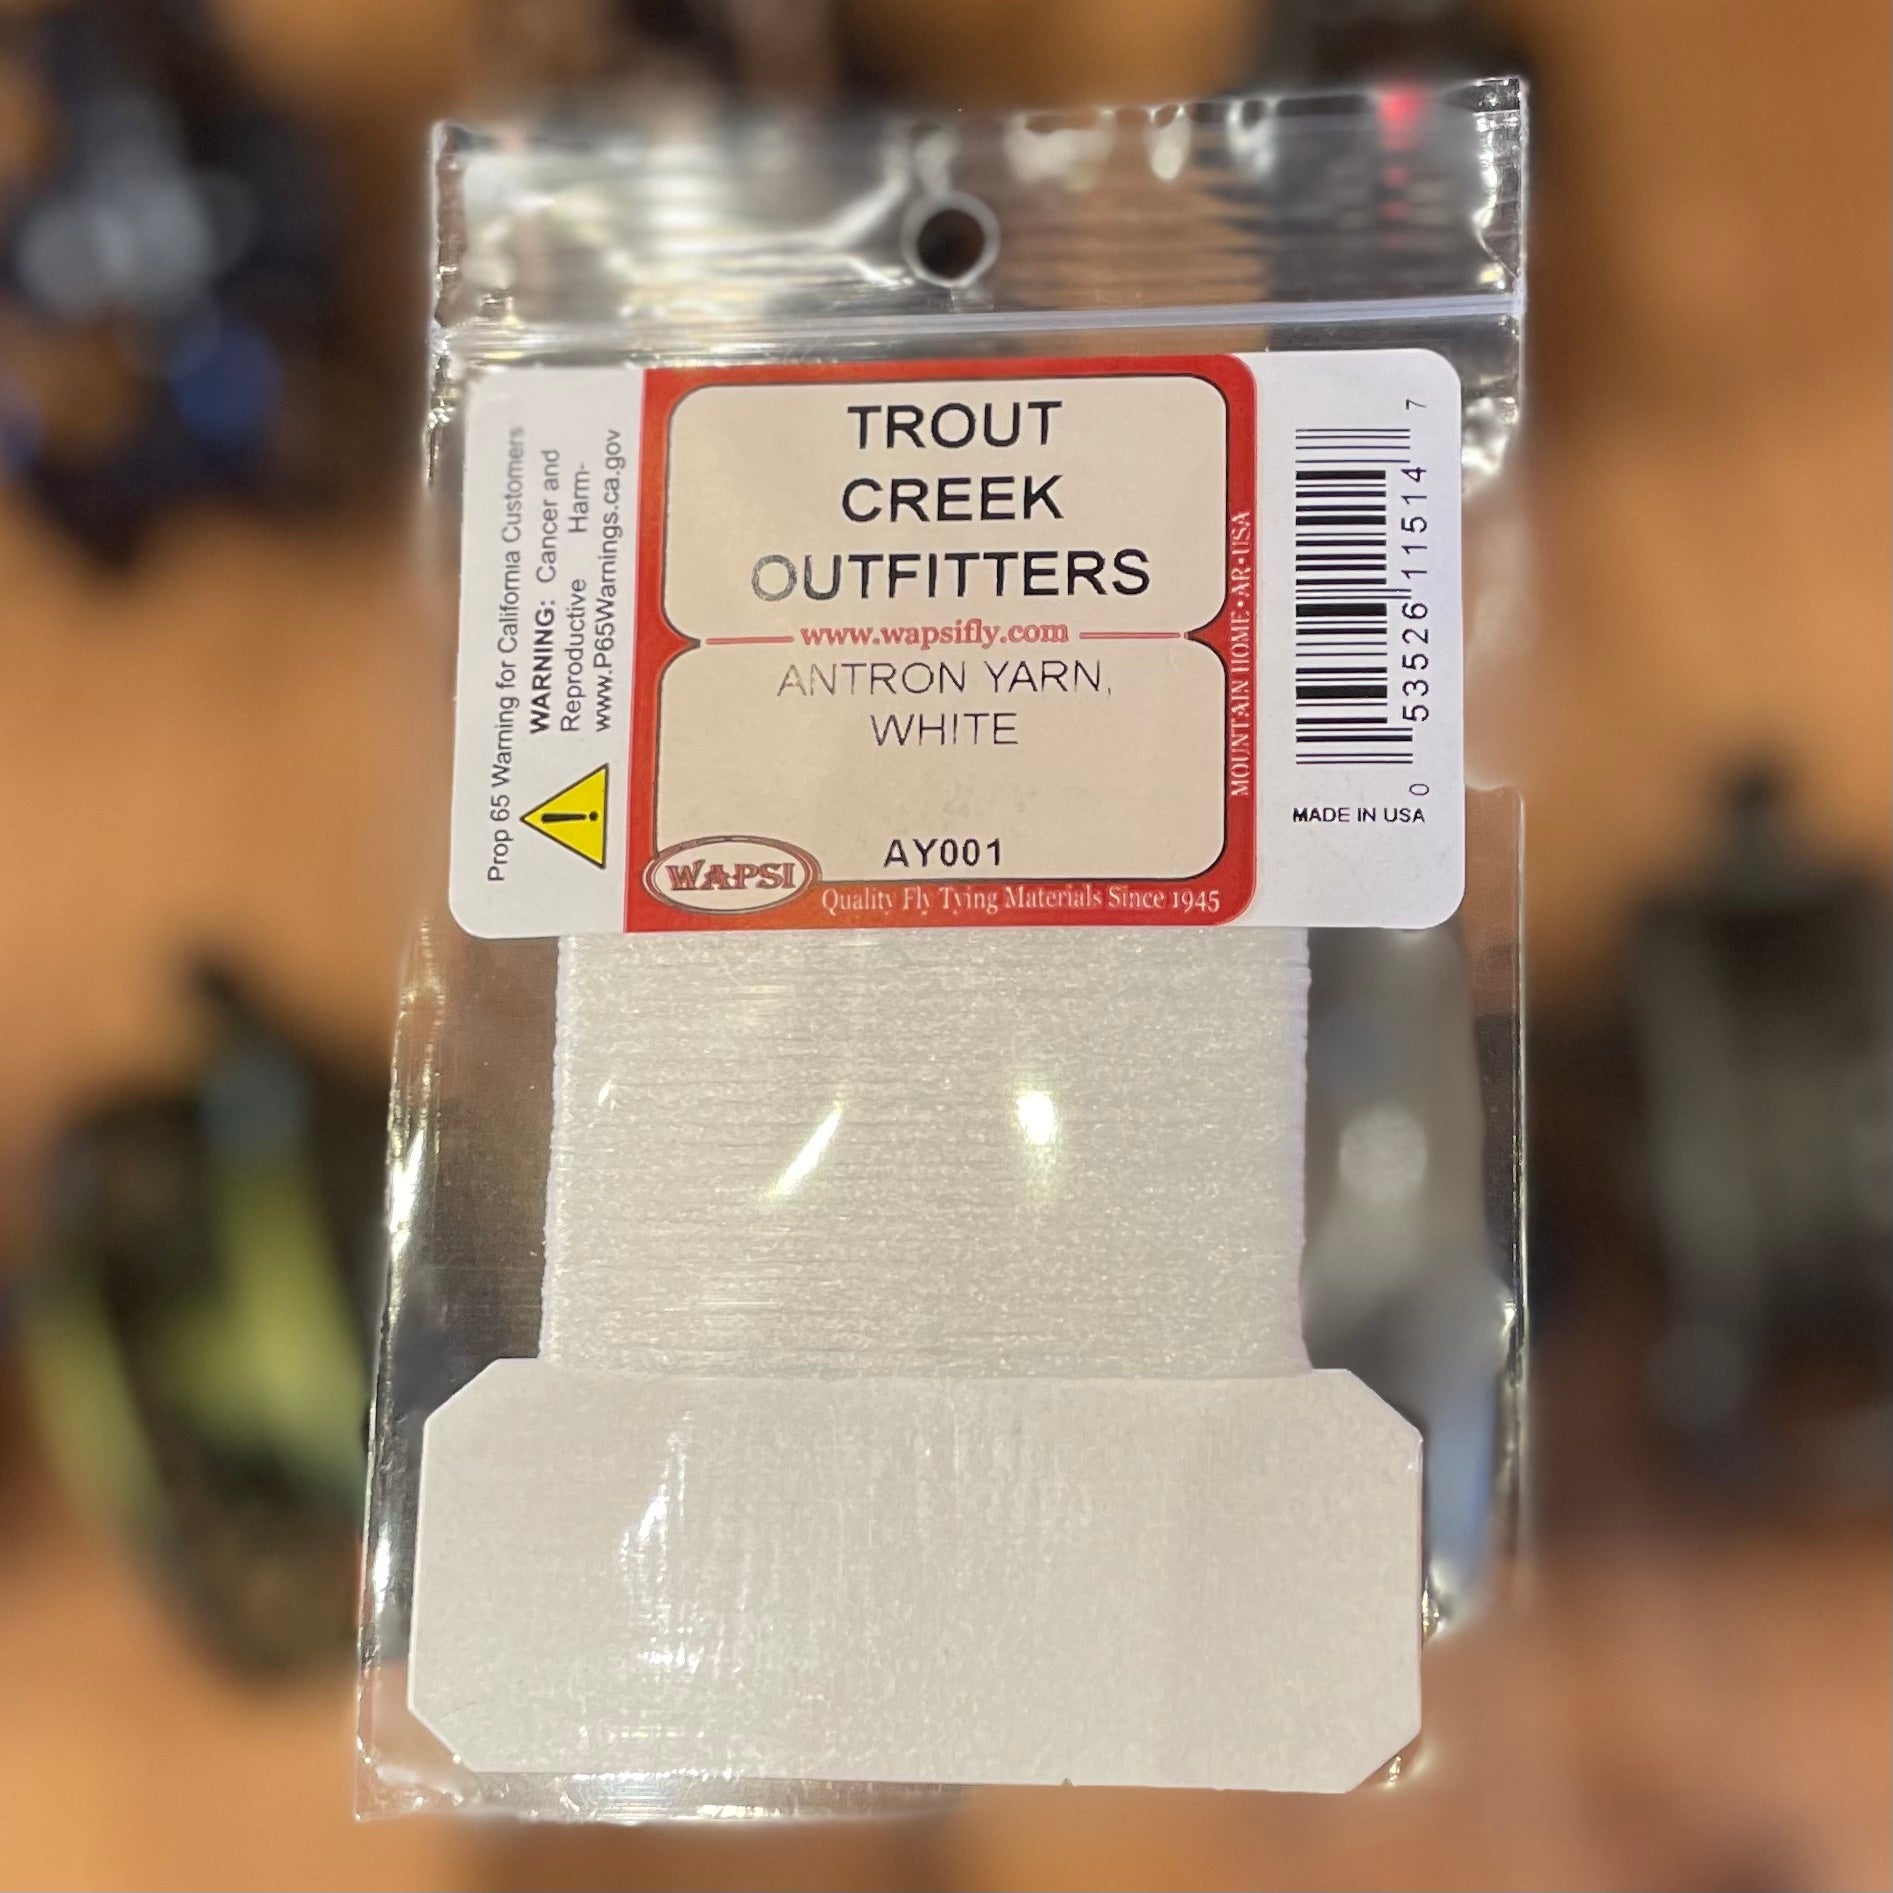 TROUT
CREEK
OUTFITTERS
www.wapsifly.com
ANTRON YARN,
WHITE
AY001
WAPSI
Quality Fly Tying Materials Since 1945
MOUNTAIN HOME • AR • USA
Prop 65 Warning for California Customers
WARNING: Cancer and
Reproductive Harm-
www.P65Warnings.ca.gov
!
0 53526 11514 7
MADE IN USA